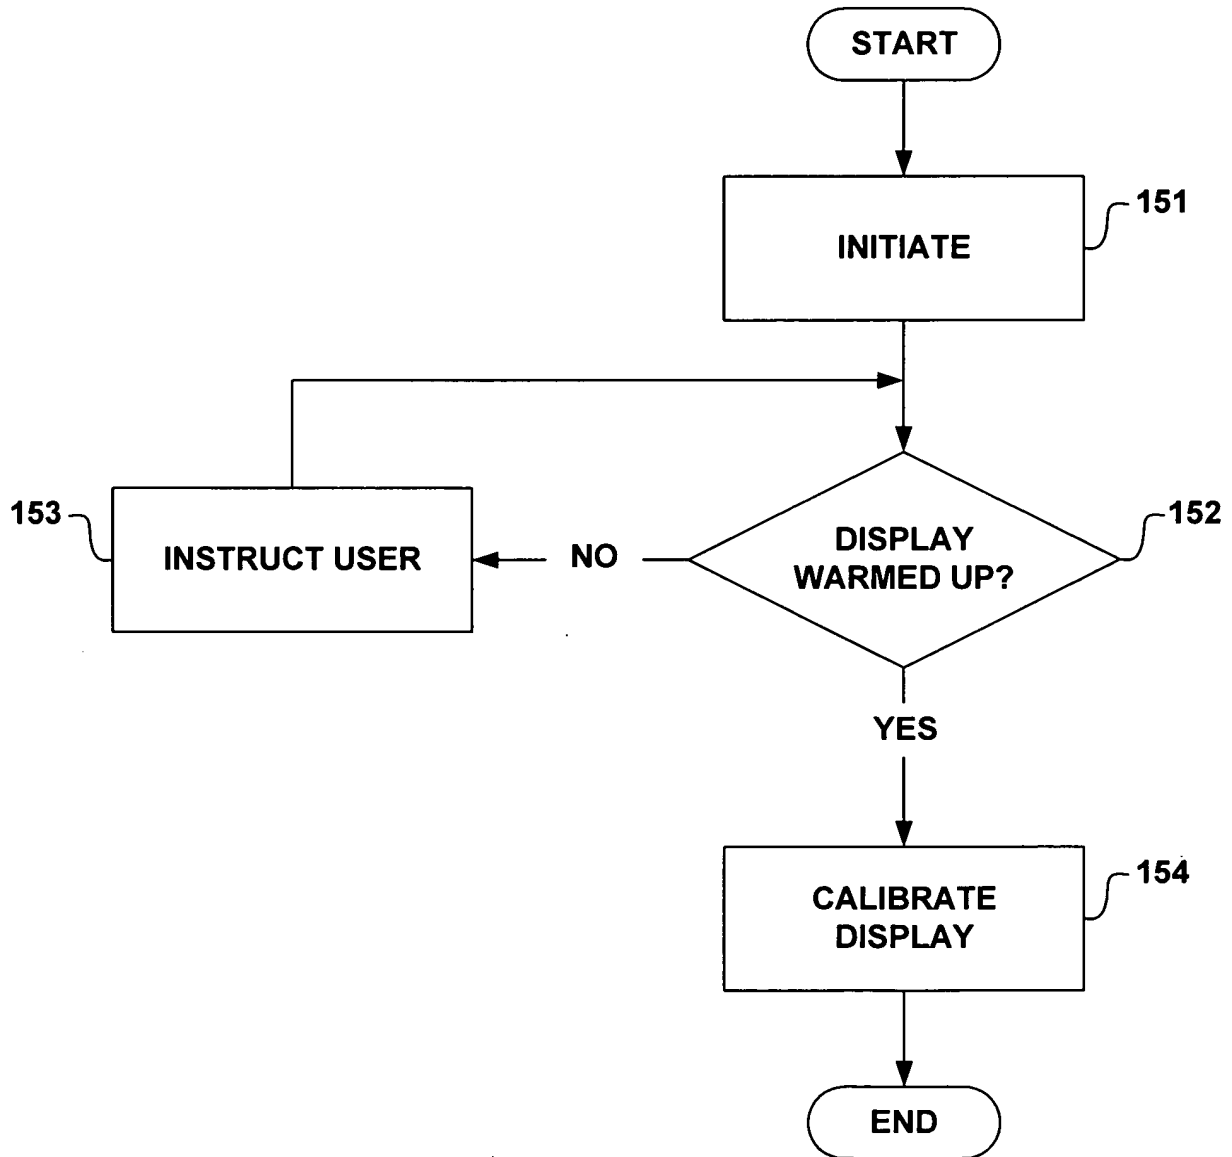 START
INITIATE
151
DISPLAY
WARMED UP?
152
NO
INSTRUCT USER
153
YES
CALIBRATE
DISPLAY
154
END